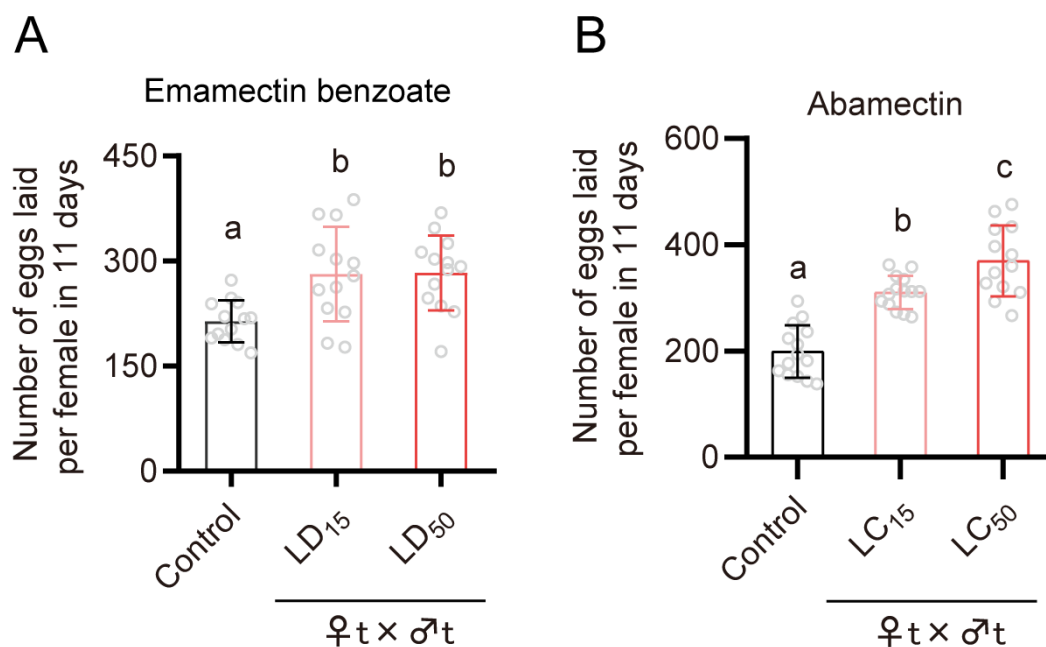 A
Emamectin benzoate
Number of eggs laid
per female in 11 days
450
300
150
0
a
b
b
Control
LD₁₅
LD₅₀
♀t × ♂t
B
Abamectin
Number of eggs laid
per female in 11 days
600
400
200
0
a
b
c
Control
LC₁₅
LC₅₀
♀t × ♂t